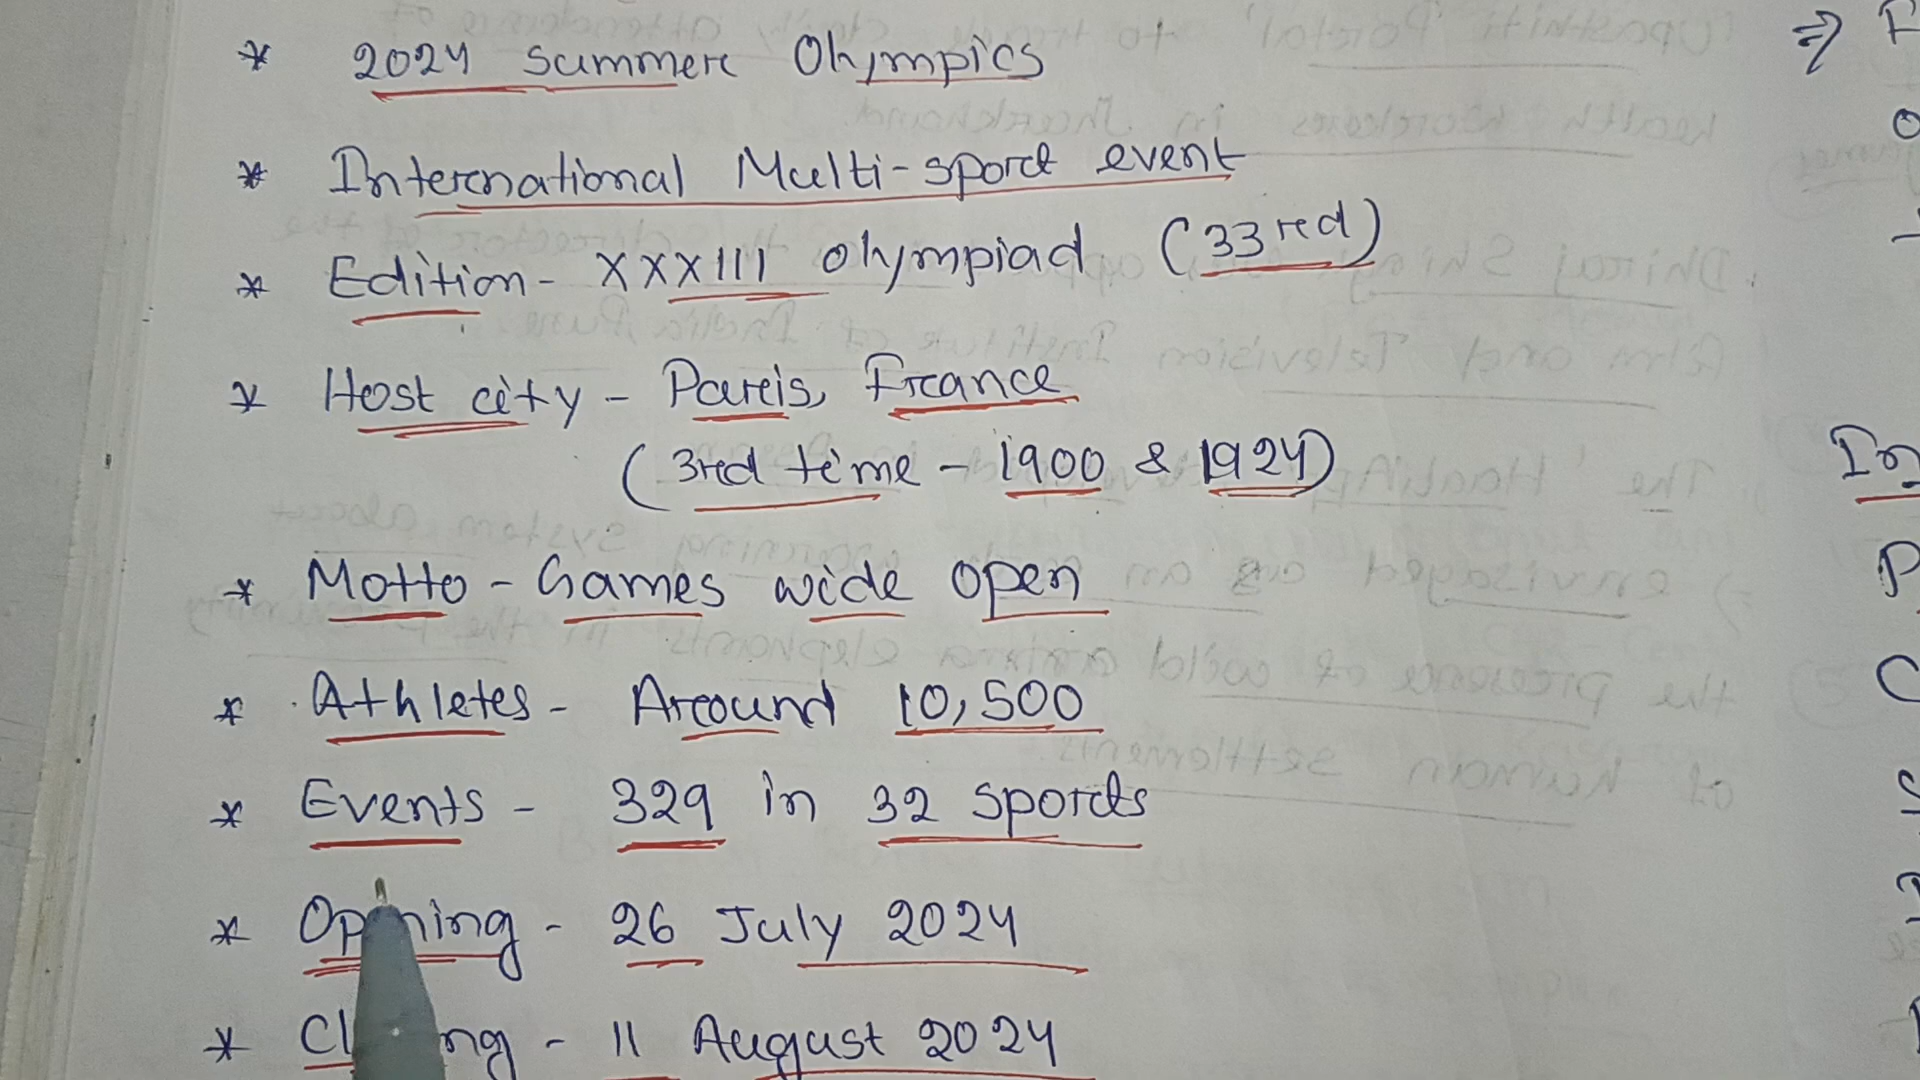 * 2024 Summer Olympics
* International Multi-sport event
* Edition - XXXIII Olympiad (33rd)
* Host city - Paris, France
(3rd time - 1900 & 1924)
* Motto - Games wide open
* Athletes - Around 10,500
* Events - 329 in 32 sports
* Opening - 26 July 2024
* Closing - 11 August 2024